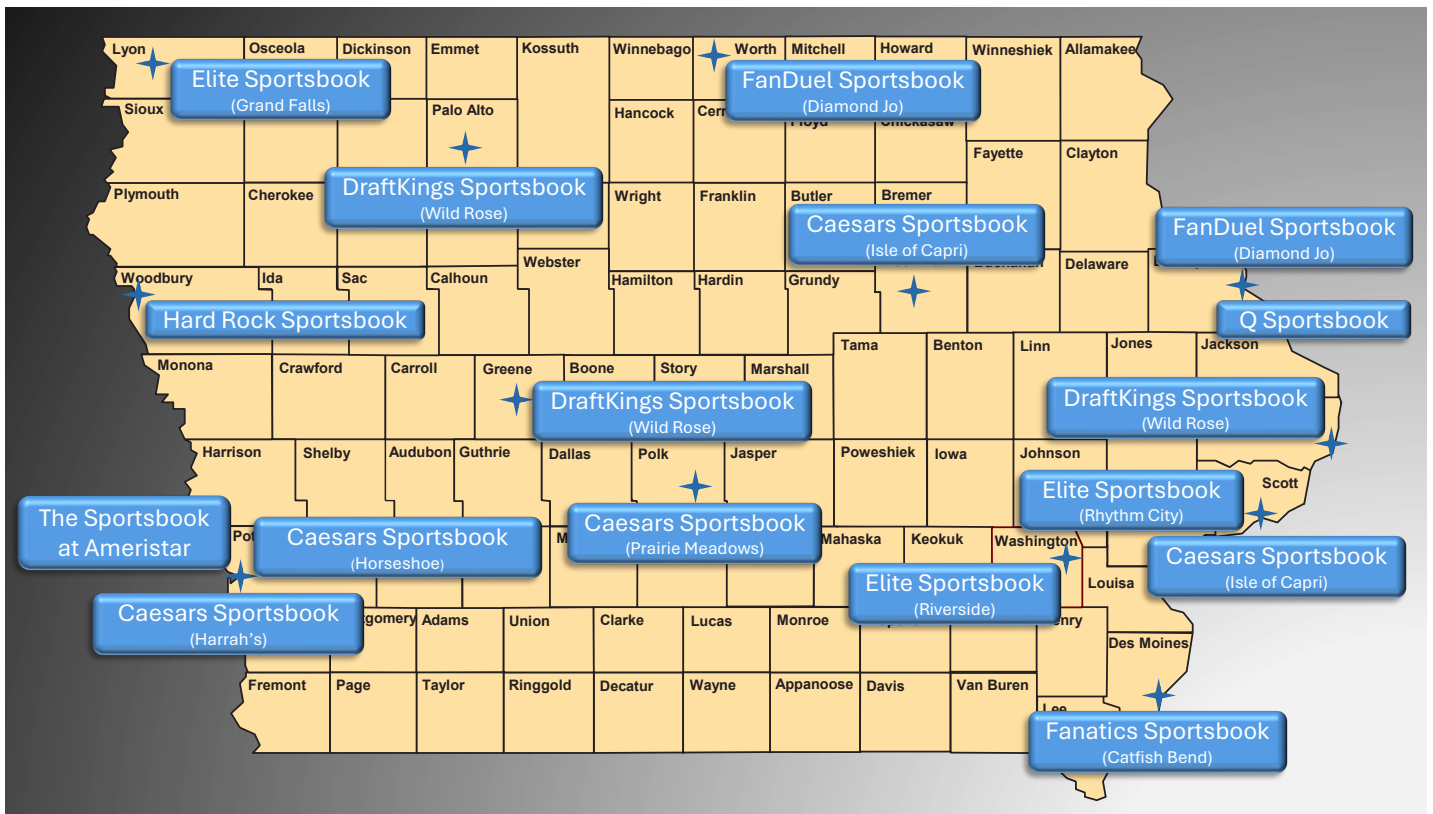 Lyon
Osceola
Dickinson
Emmet
Kossuth
Winnebago
Worth
Mitchell
Howard
Winneshiek
Allamakee
Elite Sportsbook
(Grand Falls)
FanDuel Sportsbook
(Diamond Jo)
Sioux
Palo Alto
Hancock
Cerr
Floyd
Chickasaw
Fayette
Clayton
DraftKings Sportsbook
(Wild Rose)
Plymouth
Cherokee
Wright
Franklin
Butler
Bremer
Caesars Sportsbook
(Isle of Capri)
FanDuel Sportsbook
(Diamond Jo)
Webster
Delaware
Woodbury
Ida
Sac
Calhoun
Hamilton
Hardin
Grundy
Hard Rock Sportsbook
Q Sportsbook
Tama
Benton
Linn
Jones
Jackson
Monona
Crawford
Carroll
Greene
Boone
Story
Marshall
DraftKings Sportsbook
(Wild Rose)
DraftKings Sportsbook
(Wild Rose)
Harrison
Shelby
Audubon
Guthrie
Dallas
Polk
Jasper
Poweshiek
Iowa
Johnson
Scott
Elite Sportsbook
(Rhythm City)
The Sportsbook
at Ameristar
Pot
Caesars Sportsbook
(Horseshoe)
M
Caesars Sportsbook
(Prairie Meadows)
Mahaska
Keokuk
Washington
Caesars Sportsbook
(Isle of Capri)
Elite Sportsbook
(Riverside)
Louisa
Caesars Sportsbook
(Harrah's)
tgomery
Adams
Union
Clarke
Lucas
Monroe
enry
Des Moines
Fremont
Page
Taylor
Ringgold
Decatur
Wayne
Appanoose
Davis
Van Buren
Lee
Fanatics Sportsbook
(Catfish Bend)